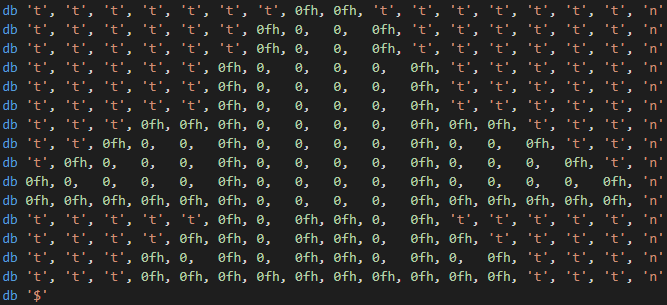 db 't', 't', 't', 't', 't', 't', 't', 0fh, 0fh, 't', 't', 't', 't', 't', 't', 't', 'n'
db 't', 't', 't', 't', 't', 't', 0fh, 0, 0, 0fh, 't', 't', 't', 't', 't', 't', 'n'
db 't', 't', 't', 't', 't', 't', 0fh, 0, 0, 0fh, 't', 't', 't', 't', 't', 't', 'n'
db 't', 't', 't', 't', 't', 0fh, 0, 0, 0, 0, 0fh, 't', 't', 't', 't', 't', 'n'
db 't', 't', 't', 't', 't', 0fh, 0, 0, 0, 0, 0fh, 't', 't', 't', 't', 't', 'n'
db 't', 't', 't', 't', 't', 0fh, 0, 0, 0, 0, 0fh, 't', 't', 't', 't', 't', 'n'
db 't', 't', 't', 0fh, 0fh, 0fh, 0, 0, 0, 0, 0fh, 0fh, 0fh, 't', 't', 't', 'n'
db 't', 't', 0fh, 0, 0, 0fh, 0, 0, 0, 0, 0fh, 0, 0, 0fh, 't', 't', 'n'
db 't', 0fh, 0, 0, 0, 0fh, 0, 0, 0, 0, 0fh, 0, 0, 0, 0fh, 't', 'n'
db 0fh, 0, 0, 0, 0, 0fh, 0, 0, 0, 0, 0fh, 0, 0, 0, 0, 0fh, 'n'
db 0fh, 0fh, 0fh, 0fh, 0fh, 0fh, 0, 0, 0, 0, 0fh, 0fh, 0fh, 0fh, 0fh, 0fh, 'n'
db 't', 't', 't', 't', 't', 0fh, 0, 0fh, 0fh, 0, 0fh, 't', 't', 't', 't', 't', 'n'
db 't', 't', 't', 't', 0fh, 0fh, 0, 0fh, 0fh, 0, 0fh, 0fh, 't', 't', 't', 't', 'n'
db 't', 't', 't', 0fh, 0, 0fh, 0, 0fh, 0fh, 0, 0fh, 0, 0fh, 't', 't', 't', 'n'
db 't', 't', 't', 0fh, 0fh, 0fh, 0fh, 0fh, 0fh, 0fh, 0fh, 0fh, 0fh, 't', 't', 't', 'n'
db '$'